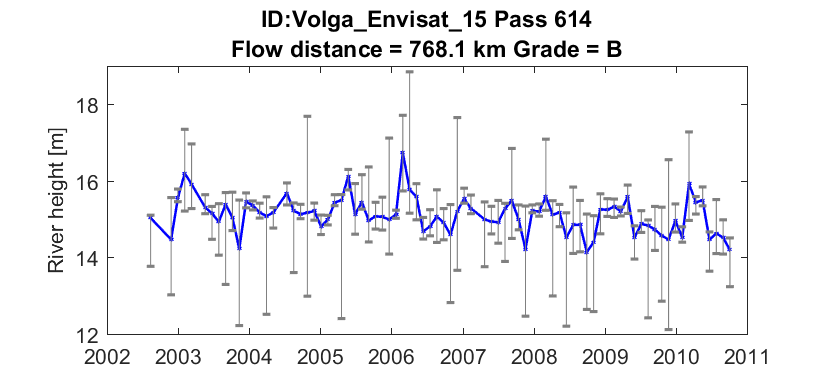 ID:Volga_Envisat_15 Pass 614
Flow distance = 768.1 km Grade = B
River height [m]
18
16
14
12
2002 2003 2004 2005 2006 2007 2008 2009 2010 2011